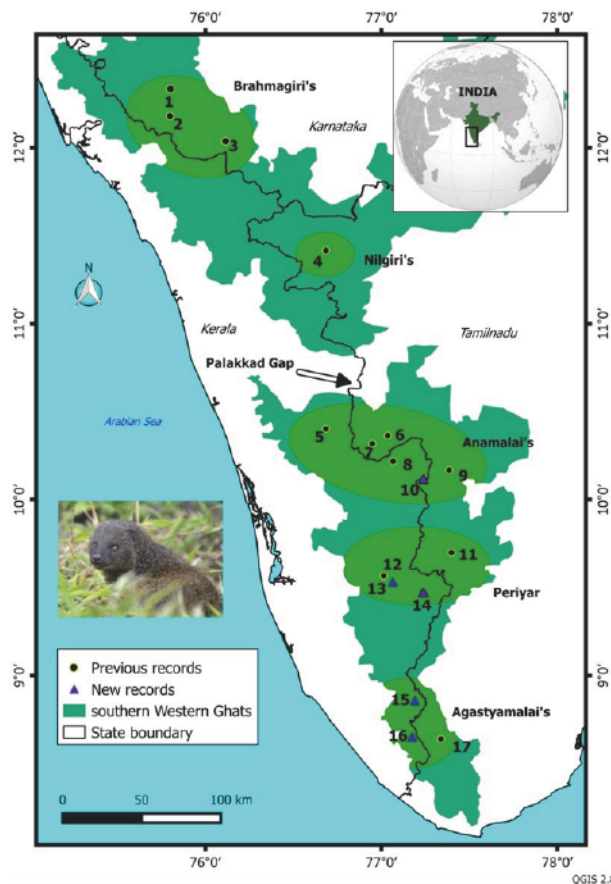 76°0' 77°0' 78°0'
INDIA
Brahmagiri's
Karnataka
1
2
3
12°0' 12°0'
4
Nilgiri's
N
11°0' 11°0'
Kerala
Tamilnadu
Palakkad Gap
Arabian Sea
5
6
7
8
9
10
Anamalai's
10°0' 10°0'
11
12
13
14
Periyar
Previous records
New records
southern Western Ghats
State boundary
9°0' 9°0'
15
16
17
Agastyamalai's
0 50 100 km
76°0' 77°0' 78°0'